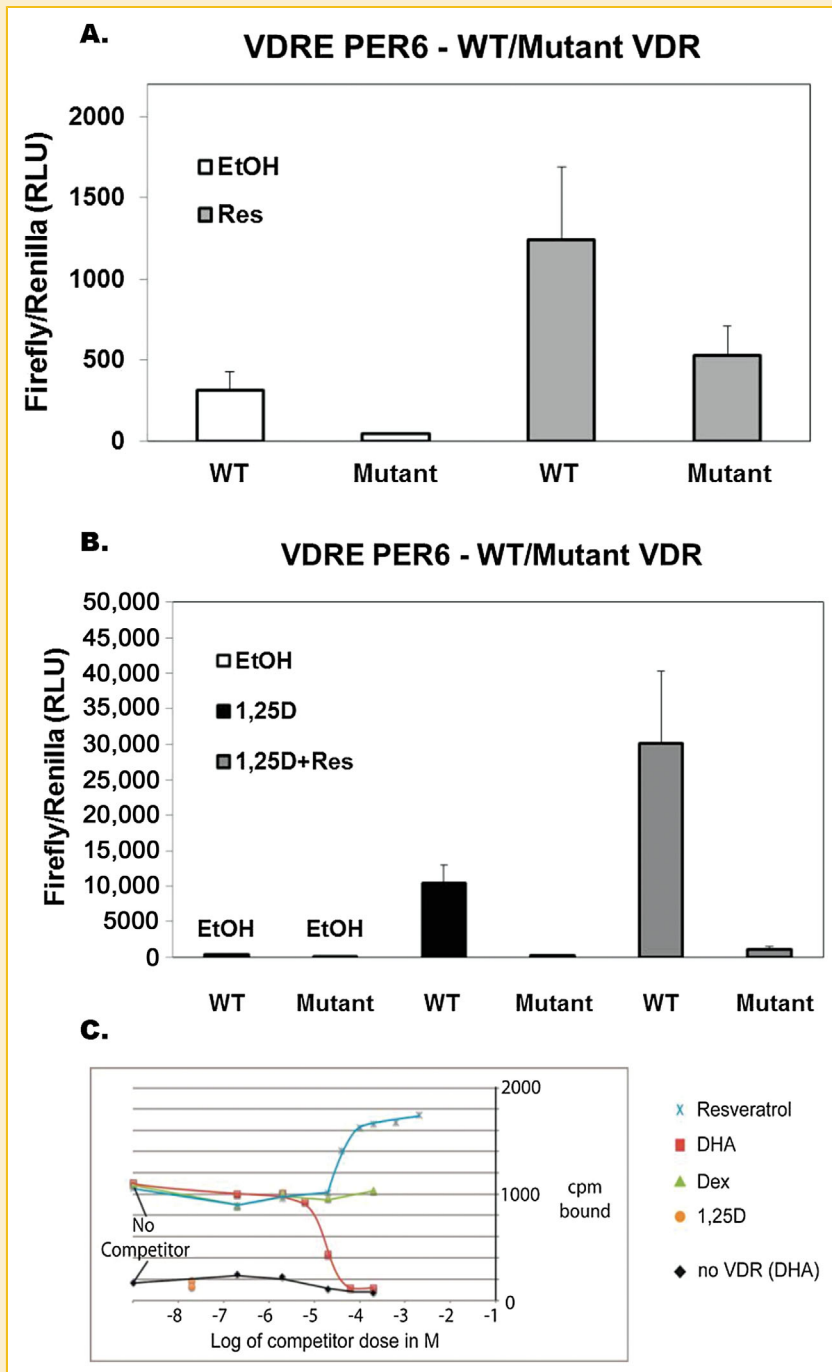 A.
VDRE PER6 - WT/Mutant VDR
Firefly/Renilla (RLU)
2000
1500
1000
500
0
EtOH
Res
WT
Mutant
WT
Mutant
B.
VDRE PER6 - WT/Mutant VDR
Firefly/Renilla (RLU)
50,000
45,000
40,000
35,000
30,000
25,000
20,000
15,000
10,000
5000
0
EtOH
1,25D
1,25D+Res
EtOH
EtOH
WT
Mutant
WT
Mutant
WT
Mutant
C.
2000
1000
0
cpm
bound
No
Competitor
-8
-7
-6
-5
-4
-3
-2
-1
Log of competitor dose in M
Resveratrol
DHA
Dex
1,25D
no VDR (DHA)